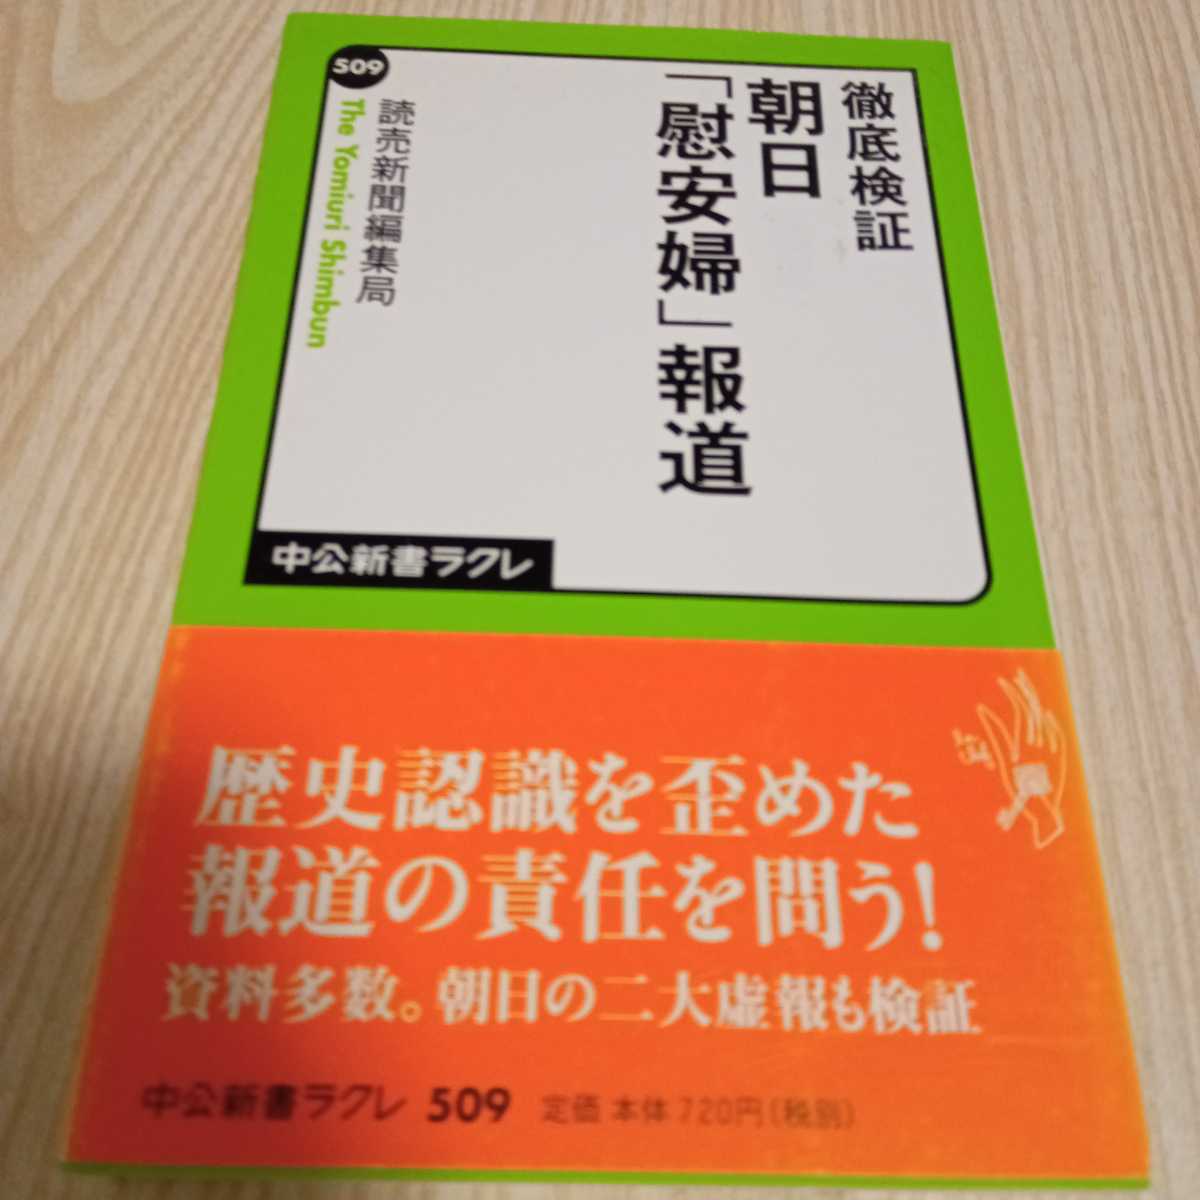 徹底検証
朝日
「慰安婦」報道
読売新聞編集局
The Yomiuri Shimbun
509
中公新書ラクレ
歴史認識を歪めた
報道の責任を問う!
資料多数。朝日の二大虚報も検証
中公新書ラクレ 509 定価 本体 720円(税別)